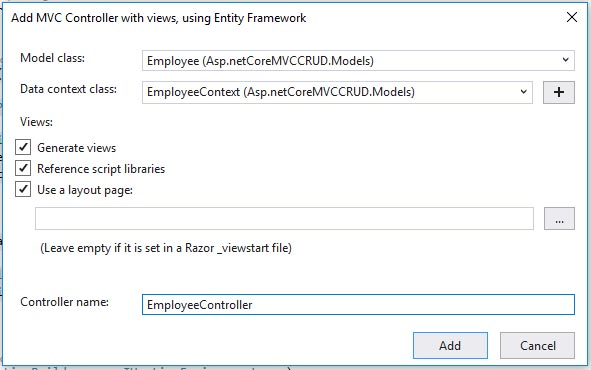 Add MVC Controller with views, using Entity Framework
Model class:
Employee (Asp.netCoreMVCCRUD.Models)
Data context class:
EmployeeContext (Asp.netCoreMVCCRUD.Models)
+
Views:
Generate views
Reference script libraries
Use a layout page:
...
(Leave empty if it is set in a Razor _viewstart file)
Controller name:
EmployeeController
Add
Cancel